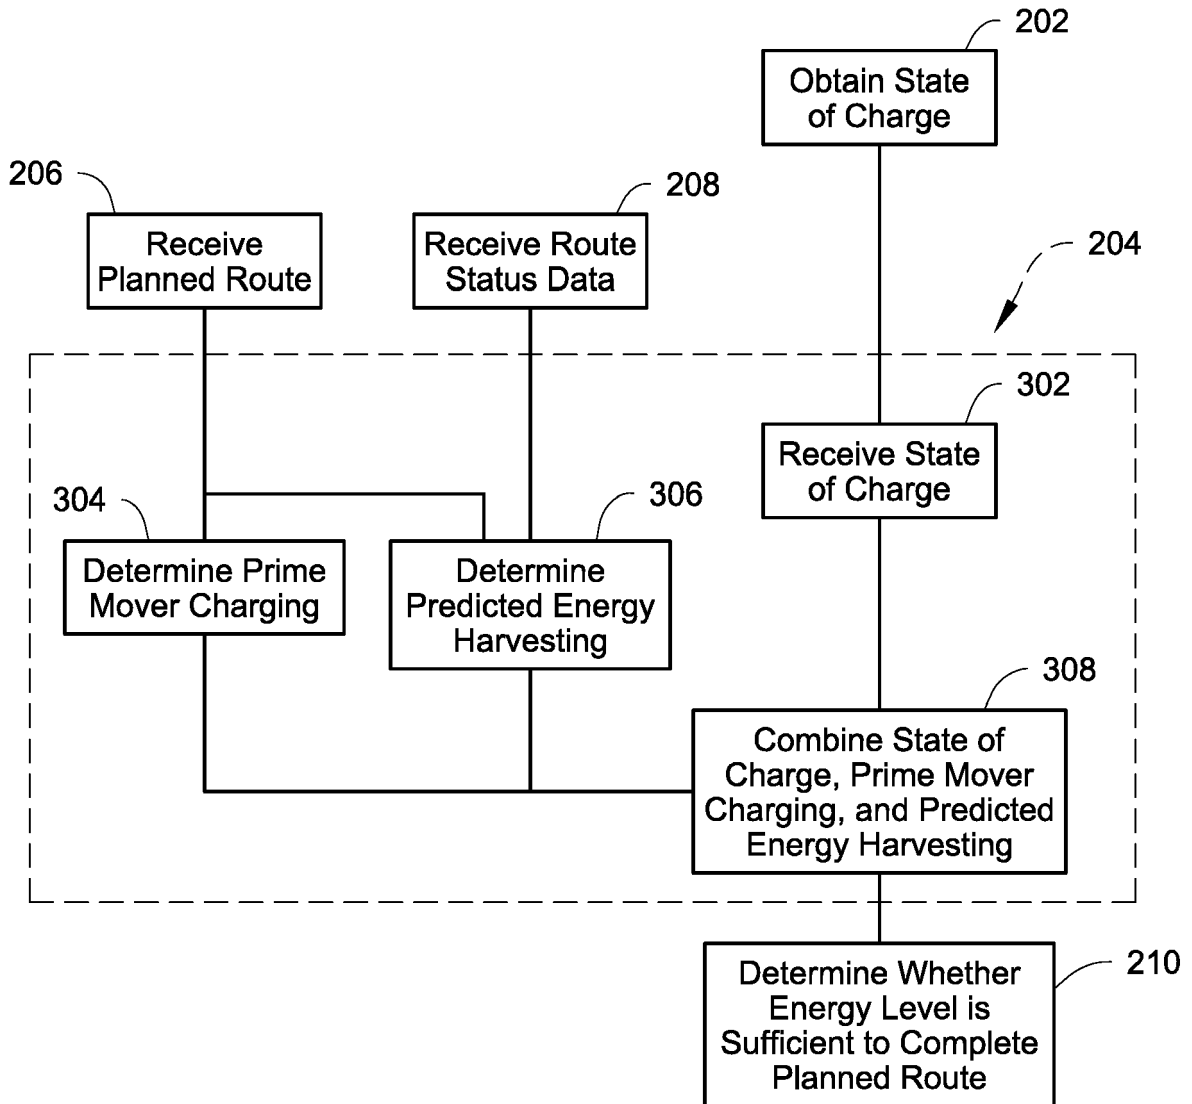 202
Obtain State
of Charge
206
Receive
Planned Route
208
Receive Route
Status Data
204
302
Receive State
of Charge
304
Determine Prime
Mover Charging
306
Determine
Predicted Energy
Harvesting
308
Combine State of
Charge, Prime Mover
Charging, and Predicted
Energy Harvesting
210
Determine Whether
Energy Level is
Sufficient to Complete
Planned Route